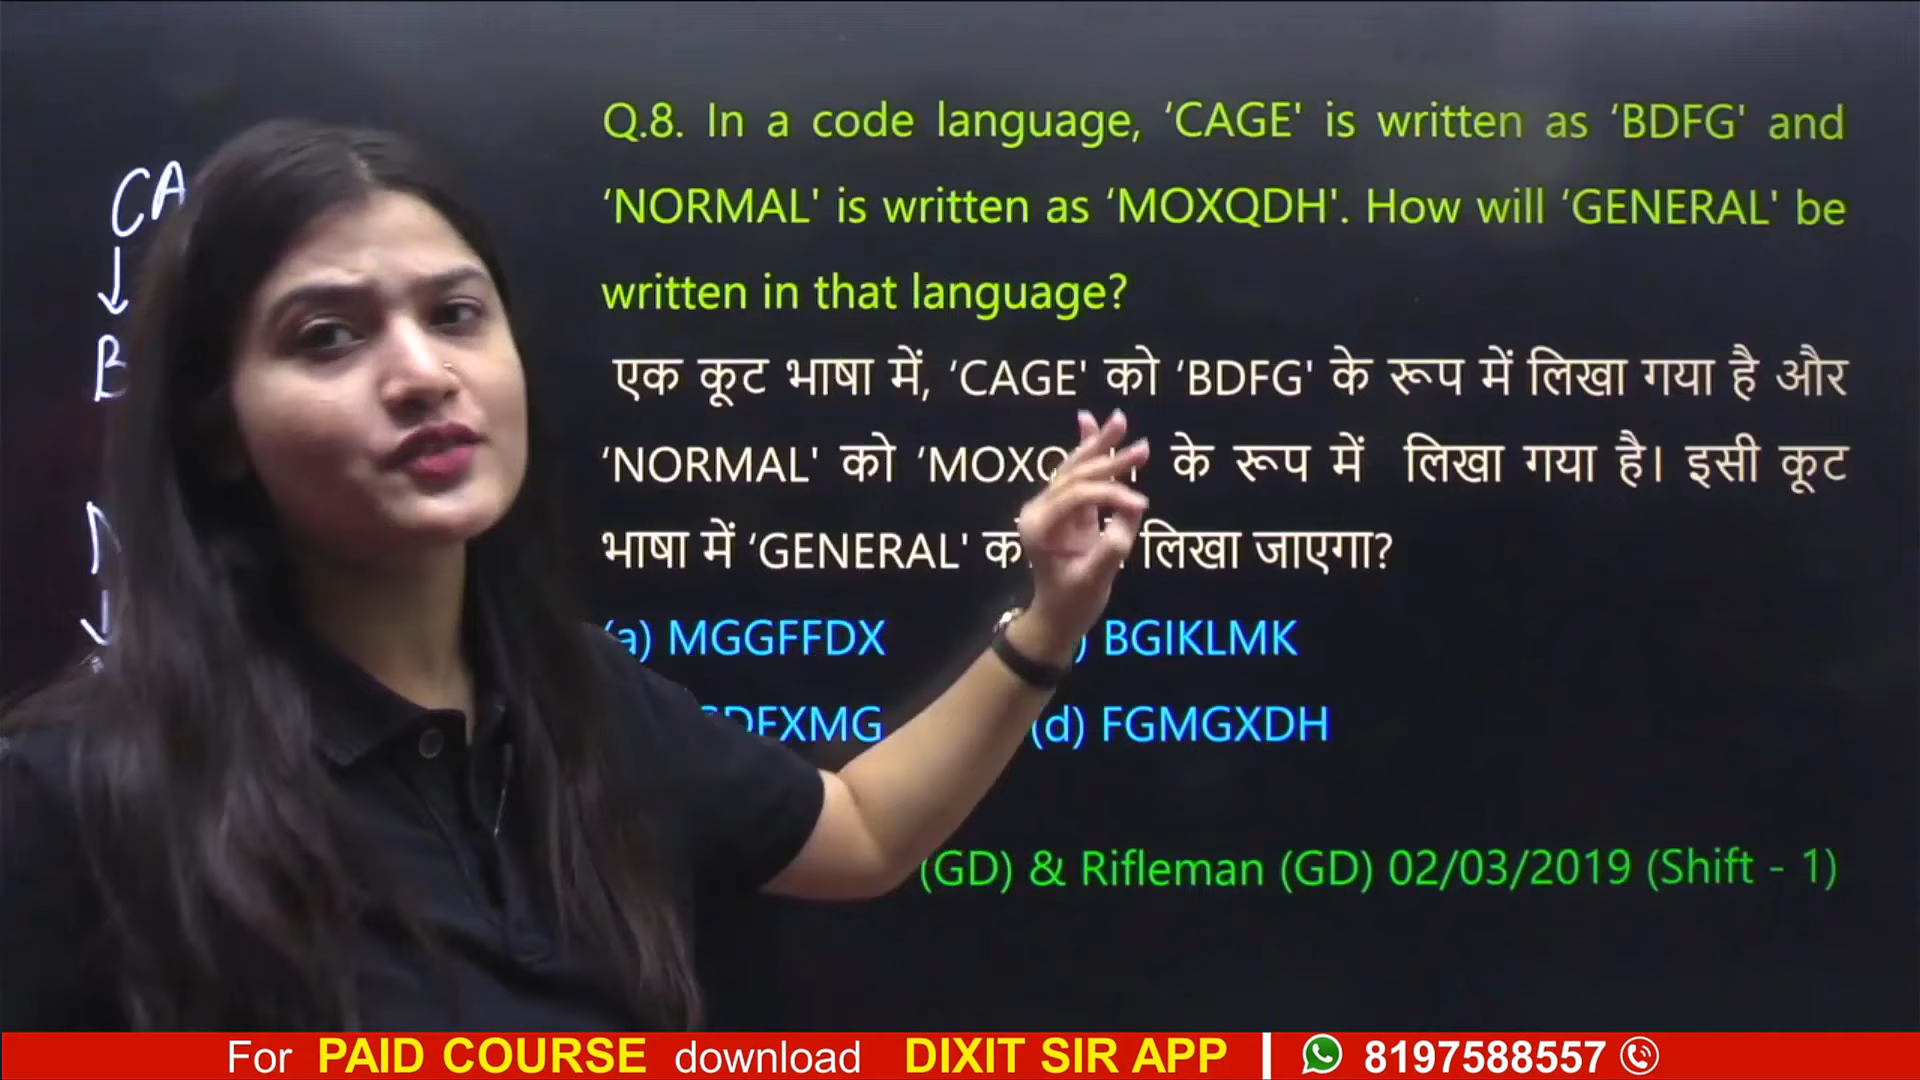 CA
B
Q.8. In a code language, ‘CAGE' is written as ‘BDFG' and
‘NORMAL' is written as ‘MOXQDH'. How will ‘GENERAL' be
written in that language?
एक कूट भाषा में, ‘CAGE' को ‘BDFG' के रूप में लिखा गया है और
‘NORMAL' को के रूप में लिखा गया है। इसी कूट
भाषा में ‘GENERAL' लिखा जाएगा?
(a) MGGFFDX BGIKLMK
(d) FGMGXDH
(GD) & Rifleman (GD) 02/03/2019 (Shift - 1)
For PAID COURSE download DIXIT SIR APP | 8197588557